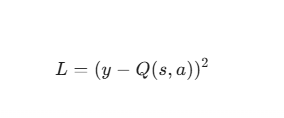 L = (y − Q(s, a))²